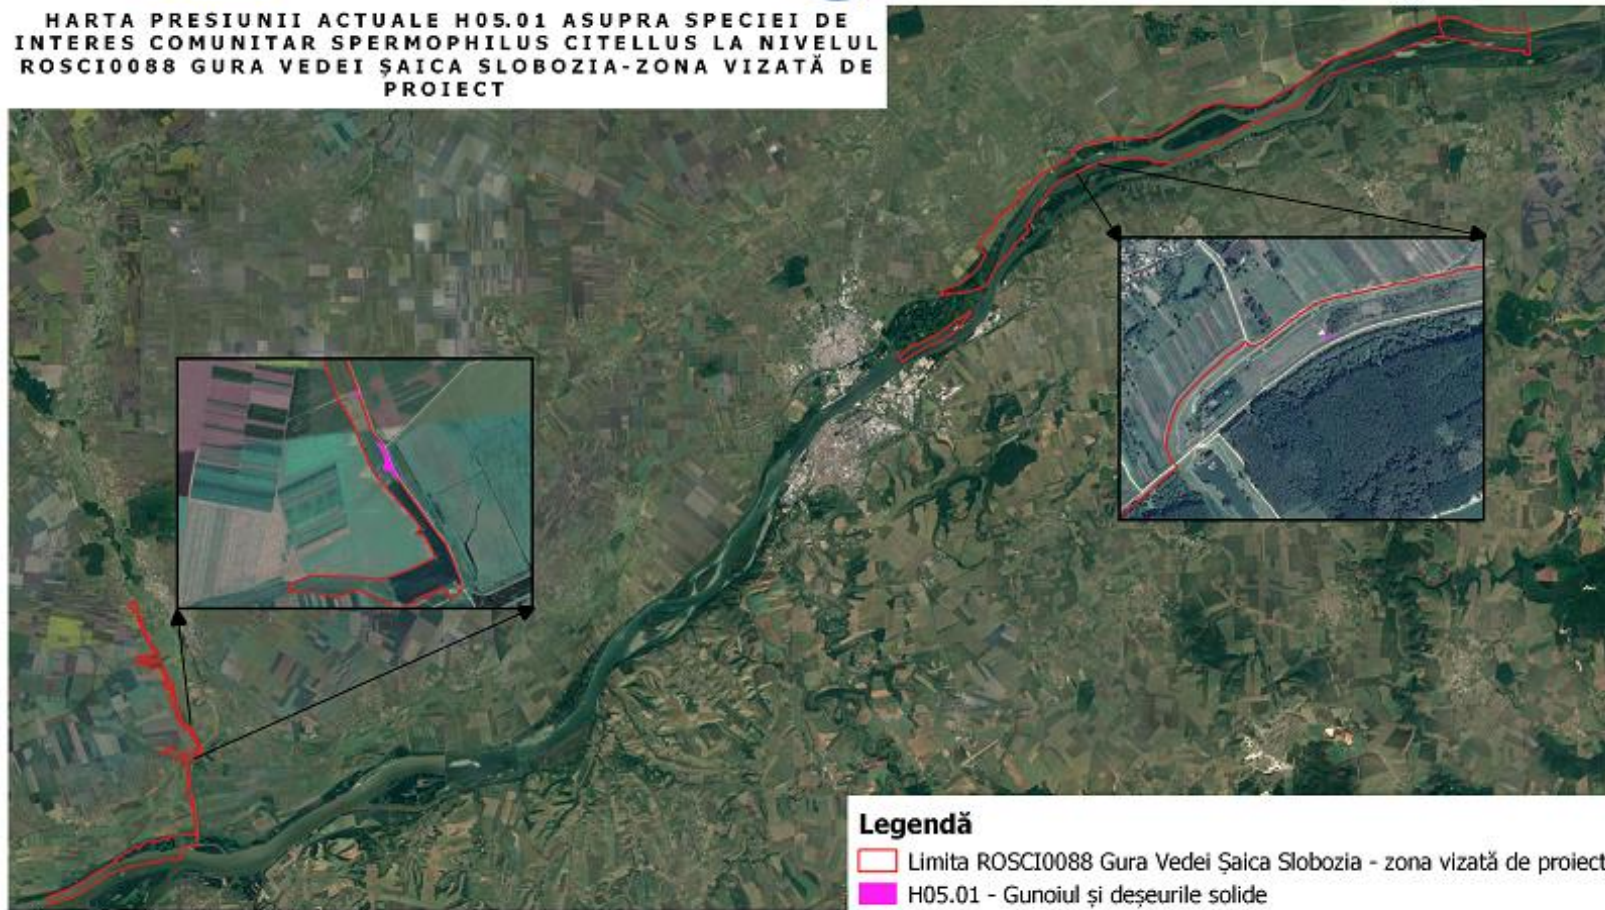 HARTA PRESIUNII ACTUALE H05.01 ASUPRA SPECIEI DE
INTERES COMUNITAR SPERMOPHILUS CITELLUS LA NIVELUL
ROSCI0088 GURA VEDEI ȘAICA SLOBOZIA-ZONA VIZATĂ DE
PROIECT
Legendă
Limita ROSCI0088 Gura Vedei Șaica Slobozia - zona vizată de proiect
H05.01 - Gunoiul și deșeurile solide